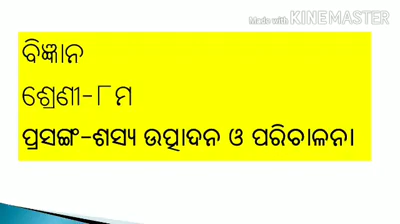 Made with KINEMASTER
ବିଜ୍ଞାନ
ଶ୍ରେଣୀ-୮ମ
ପ୍ରସଙ୍ଗ-ଶସ୍ୟ ଉତ୍ପାଦନ ଓ ପରିଚାଳନା